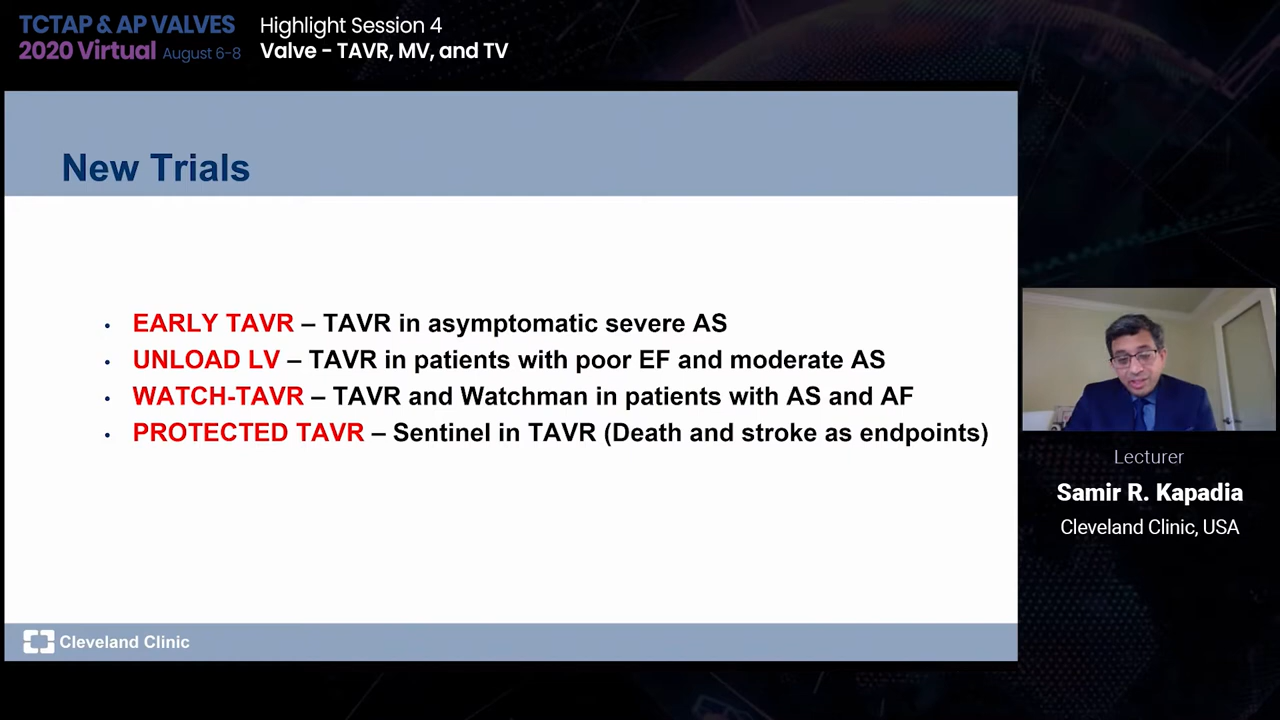 TCTAP & AP VALVES
2020 Virtual August 6-8
Highlight Session 4
Valve - TAVR, MV, and TV
New Trials
• EARLY TAVR – TAVR in asymptomatic severe AS
• UNLOAD LV – TAVR in patients with poor EF and moderate AS
• WATCH-TAVR – TAVR and Watchman in patients with AS and AF
• PROTECTED TAVR – Sentinel in TAVR (Death and stroke as endpoints)
Lecturer
Samir R. Kapadia
Cleveland Clinic, USA
Cleveland Clinic